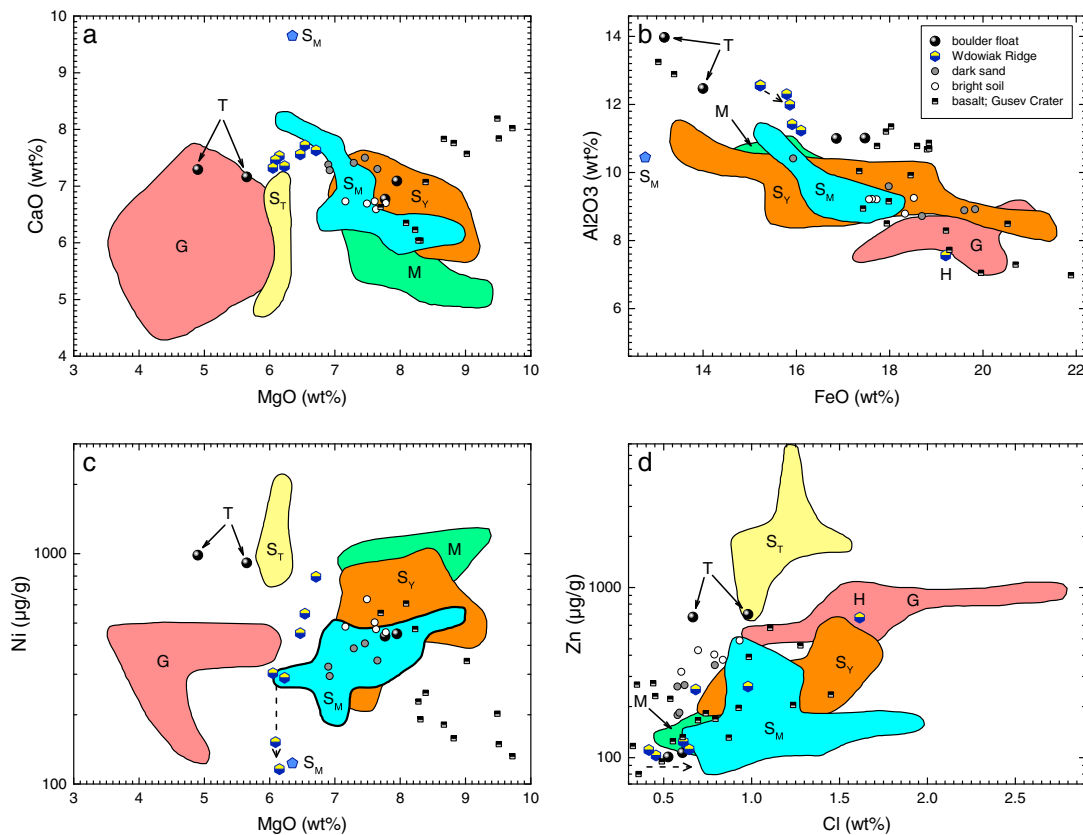 a
10
9
8
7
6
5
4
CaO (wt%)
3 4 5 6 7 8 9 10
MgO (wt%)
S_M
T
G
S_T
S_M
S_Y
M
b
14
12
10
8
6
Al2O3 (wt%)
14 16 18 20 22
FeO (wt%)
T
M
S_M
S_Y
S_M
G
H
boulder float
Wdowiak Ridge
dark sand
bright soil
basalt; Gusev Crater
c
1000
100
Ni (µg/g)
3 4 5 6 7 8 9 10
MgO (wt%)
T
S_T
M
S_Y
G
S_M
S_M
d
1000
100
Zn (µg/g)
0.5 1.0 1.5 2.0 2.5
Cl (wt%)
S_T
T
H
G
S_Y
M
S_M